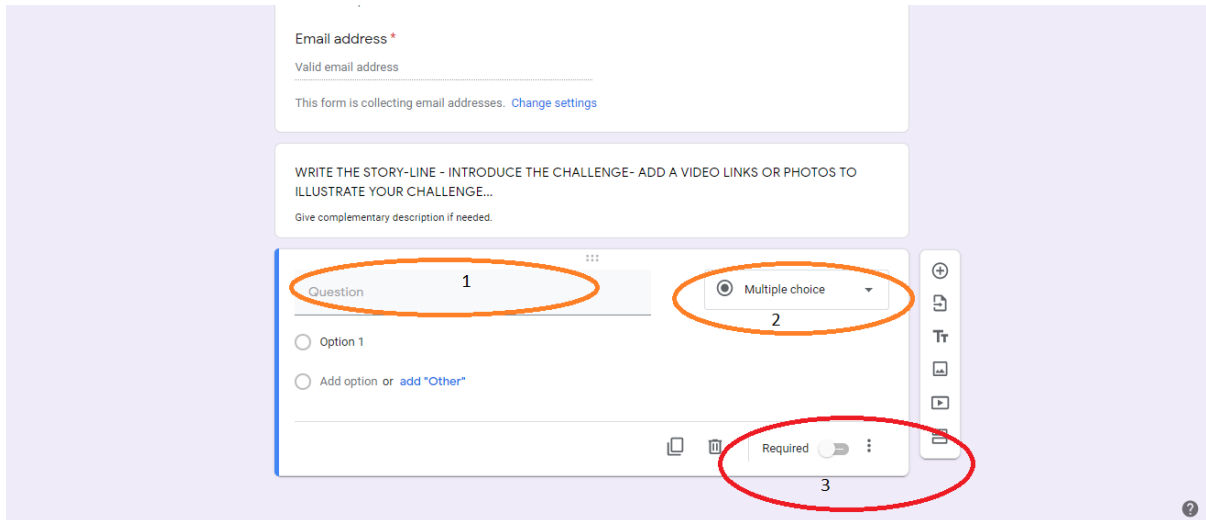 Email address *
Valid email address
This form is collecting email addresses. Change settings
WRITE THE STORY-LINE - INTRODUCE THE CHALLENGE- ADD A VIDEO LINKS OR PHOTOS TO
ILLUSTRATE YOUR CHALLENGE...
Give complementary description if needed.
1
Question
Multiple choice
2
Option 1
Add option or add "Other"
Required
3